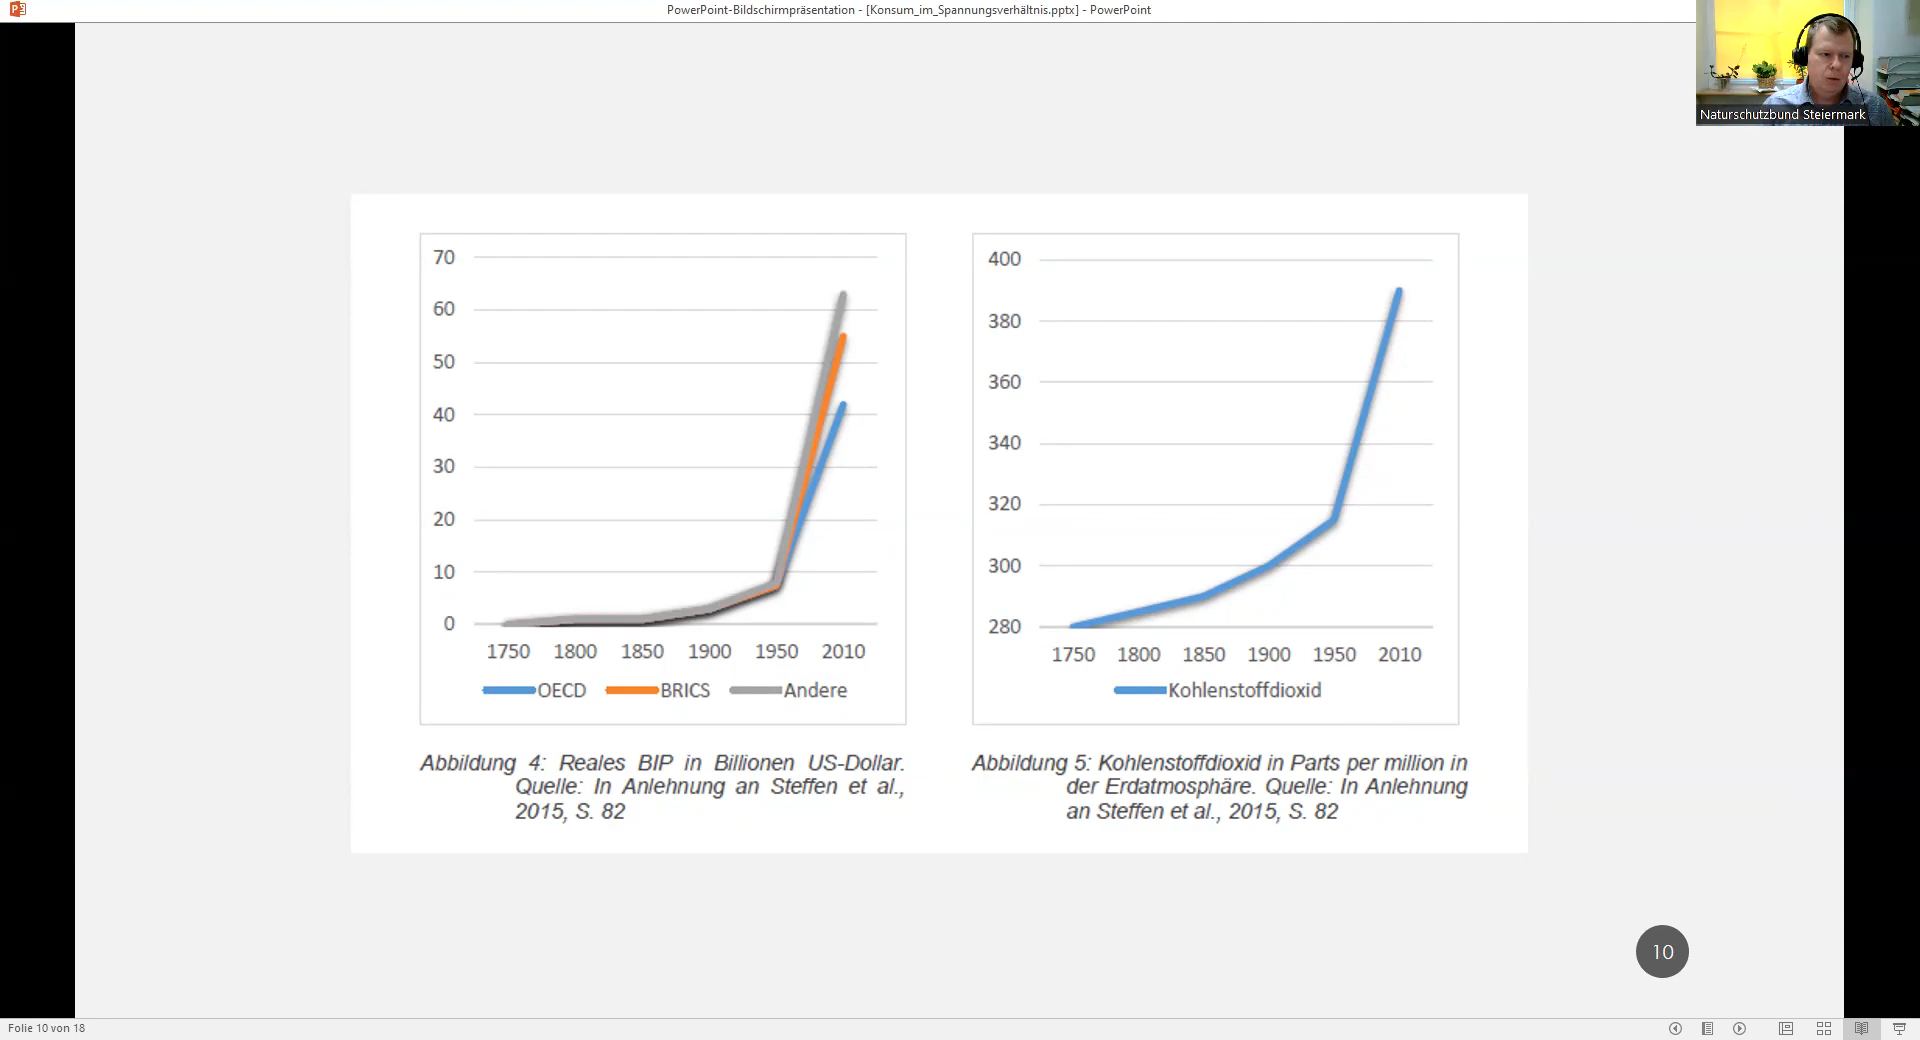 PowerPoint-Bildschirmpräsentation - [Konsum_im_Spannungsverhältnis.pptx] - PowerPoint
Naturschutzbund Steiermark
70
60
50
40
30
20
10
0
1750 1800 1850 1900 1950 2010
OECD BRICS Andere
Abbildung 4: Reales BIP in Billionen US-Dollar.
Quelle: In Anlehnung an Steffen et al.,
2015, S. 82
400
380
360
340
320
300
280
1750 1800 1850 1900 1950 2010
Kohlenstoffdioxid
Abbildung 5: Kohlenstoffdioxid in Parts per million in
der Erdatmosphäre. Quelle: In Anlehnung
an Steffen et al., 2015, S. 82
10
Folie 10 von 18